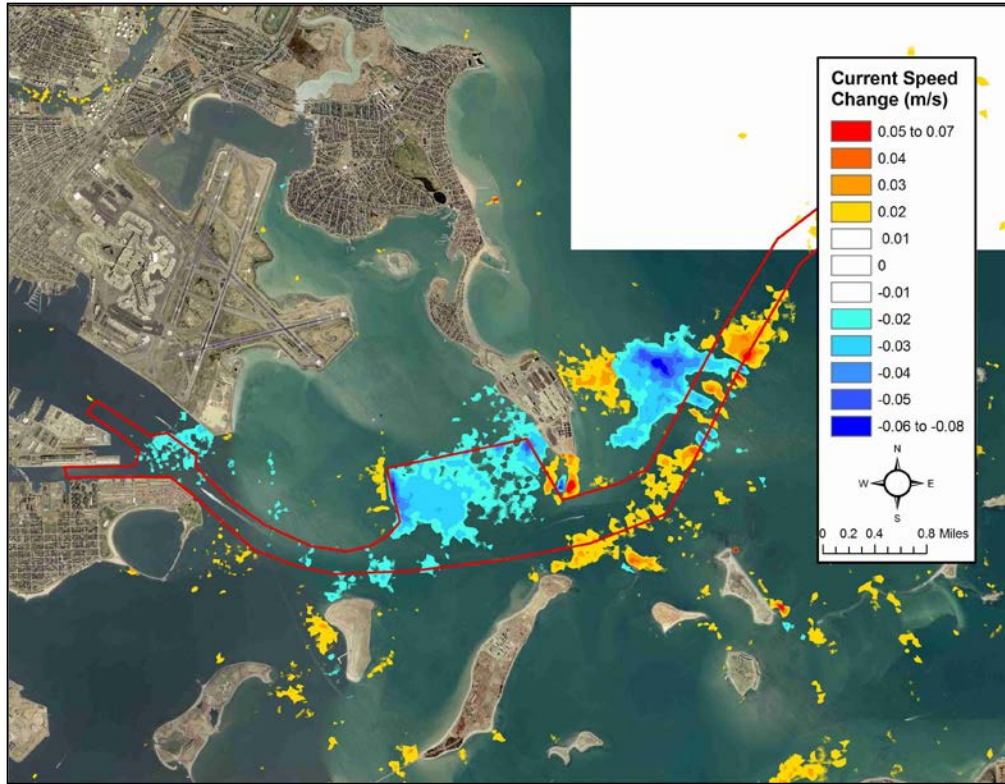 Current Speed
Change (m/s)
0.05 to 0.07
0.04
0.03
0.02
0.01
0
-0.01
-0.02
-0.03
-0.04
-0.05
-0.06 to -0.08
N
W E
S
0 0.2 0.4 0.8 Miles